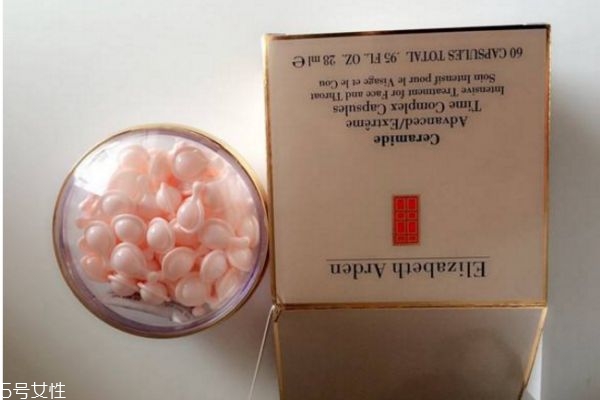 Elizabeth Arden
Ceramide
Advanced/Extrême
Time Complex Capsules
Intensive Treatment for Face and Throat
Soin Intensif pour le Visage et le Cou
60 CAPSULES TOTAL .95 FL. OZ. 28 ml ℮
5号女性